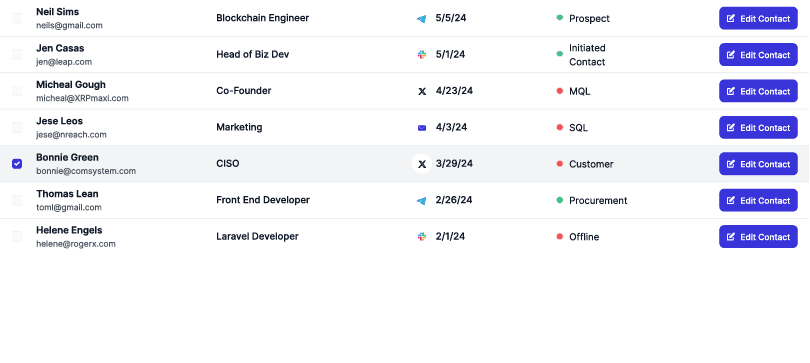 Neil Sims
neils@gmail.com
Blockchain Engineer
5/5/24
Prospect
Edit Contact
Jen Casas
jen@leap.com
Head of Biz Dev
5/1/24
Initiated
Contact
Edit Contact
Micheal Gough
micheal@XRPmaxi.com
Co-Founder
4/23/24
MQL
Edit Contact
Jese Leos
jese@nreach.com
Marketing
4/3/24
SQL
Edit Contact
Bonnie Green
bonnie@comsystem.com
CISO
3/29/24
Customer
Edit Contact
Thomas Lean
toml@gmail.com
Front End Developer
2/26/24
Procurement
Edit Contact
Helene Engels
helene@rogerx.com
Laravel Developer
2/1/24
Offline
Edit Contact